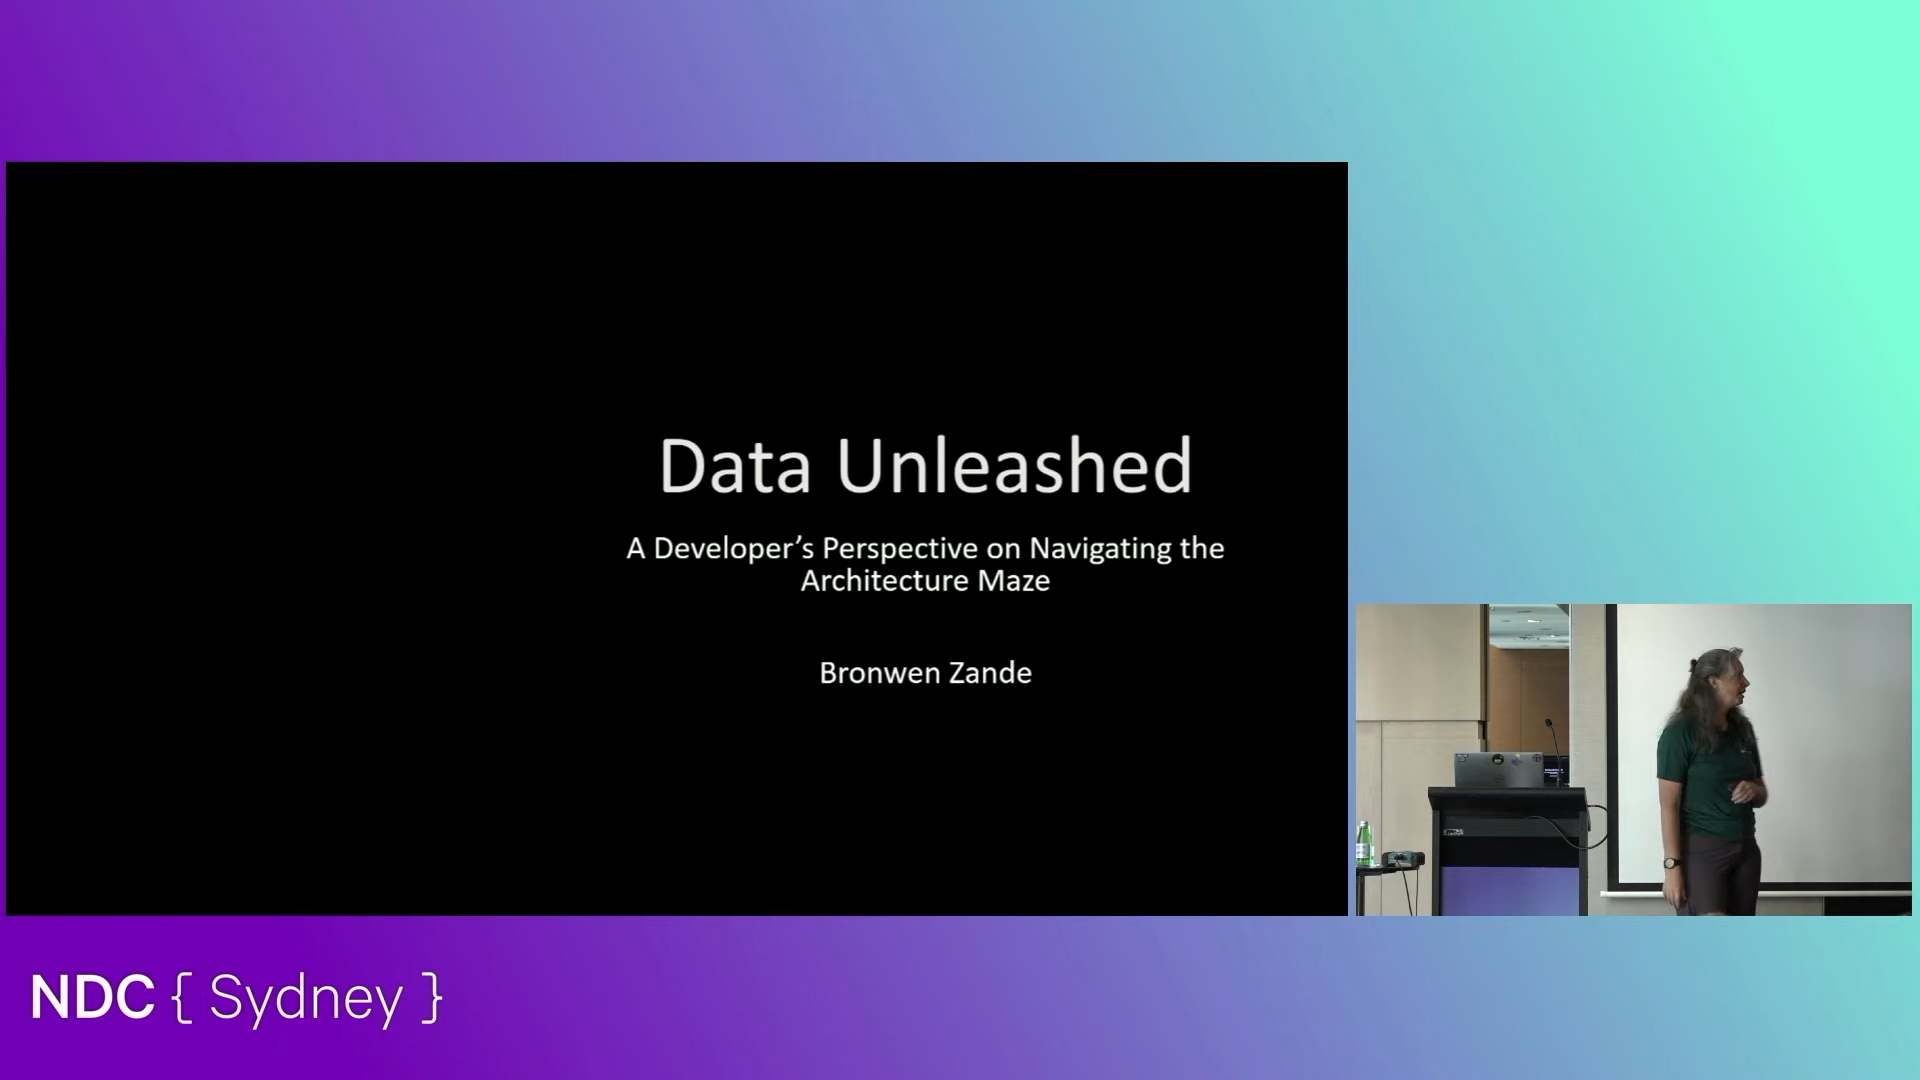 Data Unleashed
A Developer’s Perspective on Navigating the
Architecture Maze
Bronwen Zande
NDC { Sydney }